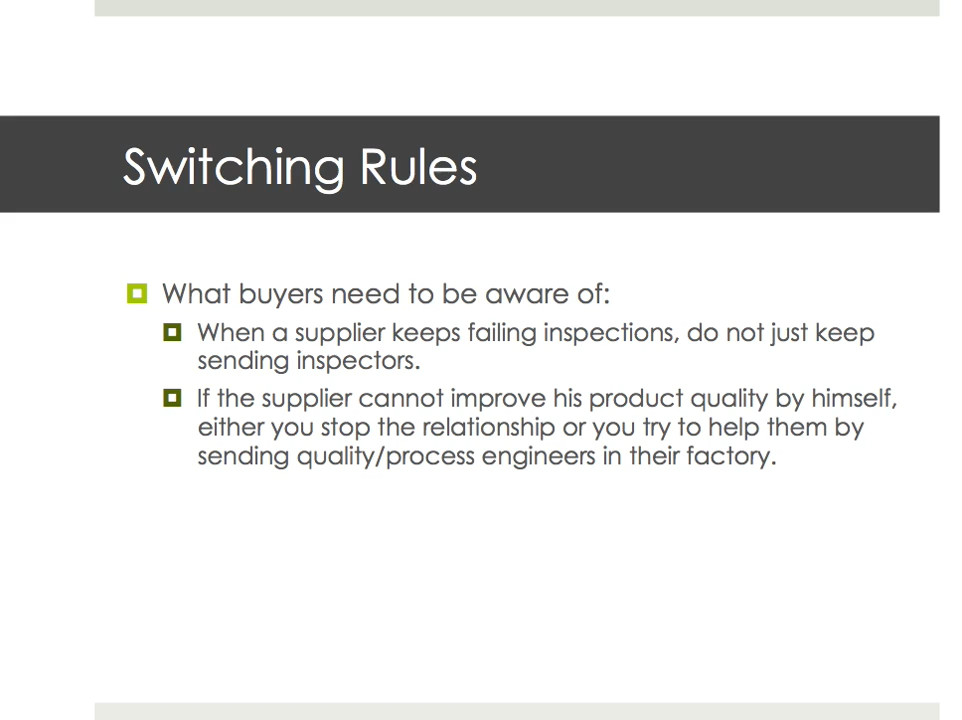 Switching Rules
What buyers need to be aware of:
When a supplier keeps failing inspections, do not just keep
sending inspectors.
If the supplier cannot improve his product quality by himself,
either you stop the relationship or you try to help them by
sending quality/process engineers in their factory.